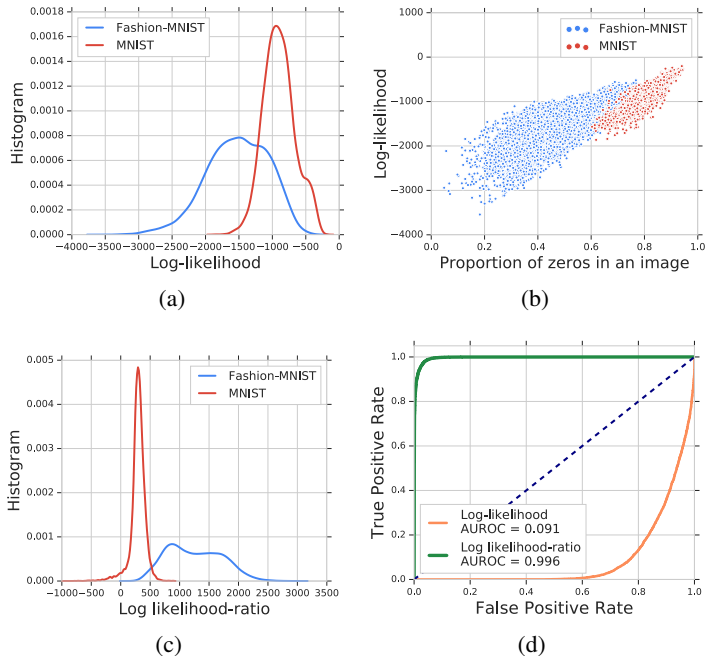 0.0018
0.0016
0.0014
0.0012
0.0010
0.0008
0.0006
0.0004
0.0002
0.0000
Histogram
Fashion-MNIST
MNIST
−4000 −3500 −3000 −2500 −2000 −1500 −1000 −500 0
Log-likelihood
(a)
1000
0
−1000
−2000
−3000
−4000
Log-likelihood
Fashion-MNIST
MNIST
0.0 0.2 0.4 0.6 0.8 1.0
Proportion of zeros in an image
(b)
0.005
0.004
0.003
0.002
0.001
0.000
Histogram
Fashion-MNIST
MNIST
−1000 −500 0 500 1000 1500 2000 2500 3000 3500
Log likelihood-ratio
(c)
1.0
0.8
0.6
0.4
0.2
0.0
True Positive Rate
Log-likelihood
AUROC = 0.091
Log likelihood-ratio
AUROC = 0.996
0.0 0.2 0.4 0.6 0.8 1.0
False Positive Rate
(d)